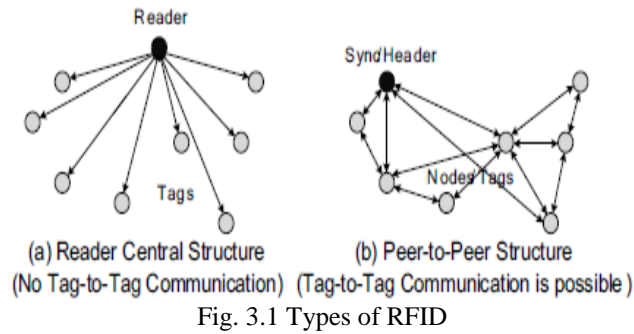 Reader
Tags
(a) Reader Central Structure
(No Tag-to-Tag Communication)
Synd/Header
Nodes/Tags
(b) Peer-to-Peer Structure
(Tag-to-Tag Communication is possible )
Fig. 3.1 Types of RFID